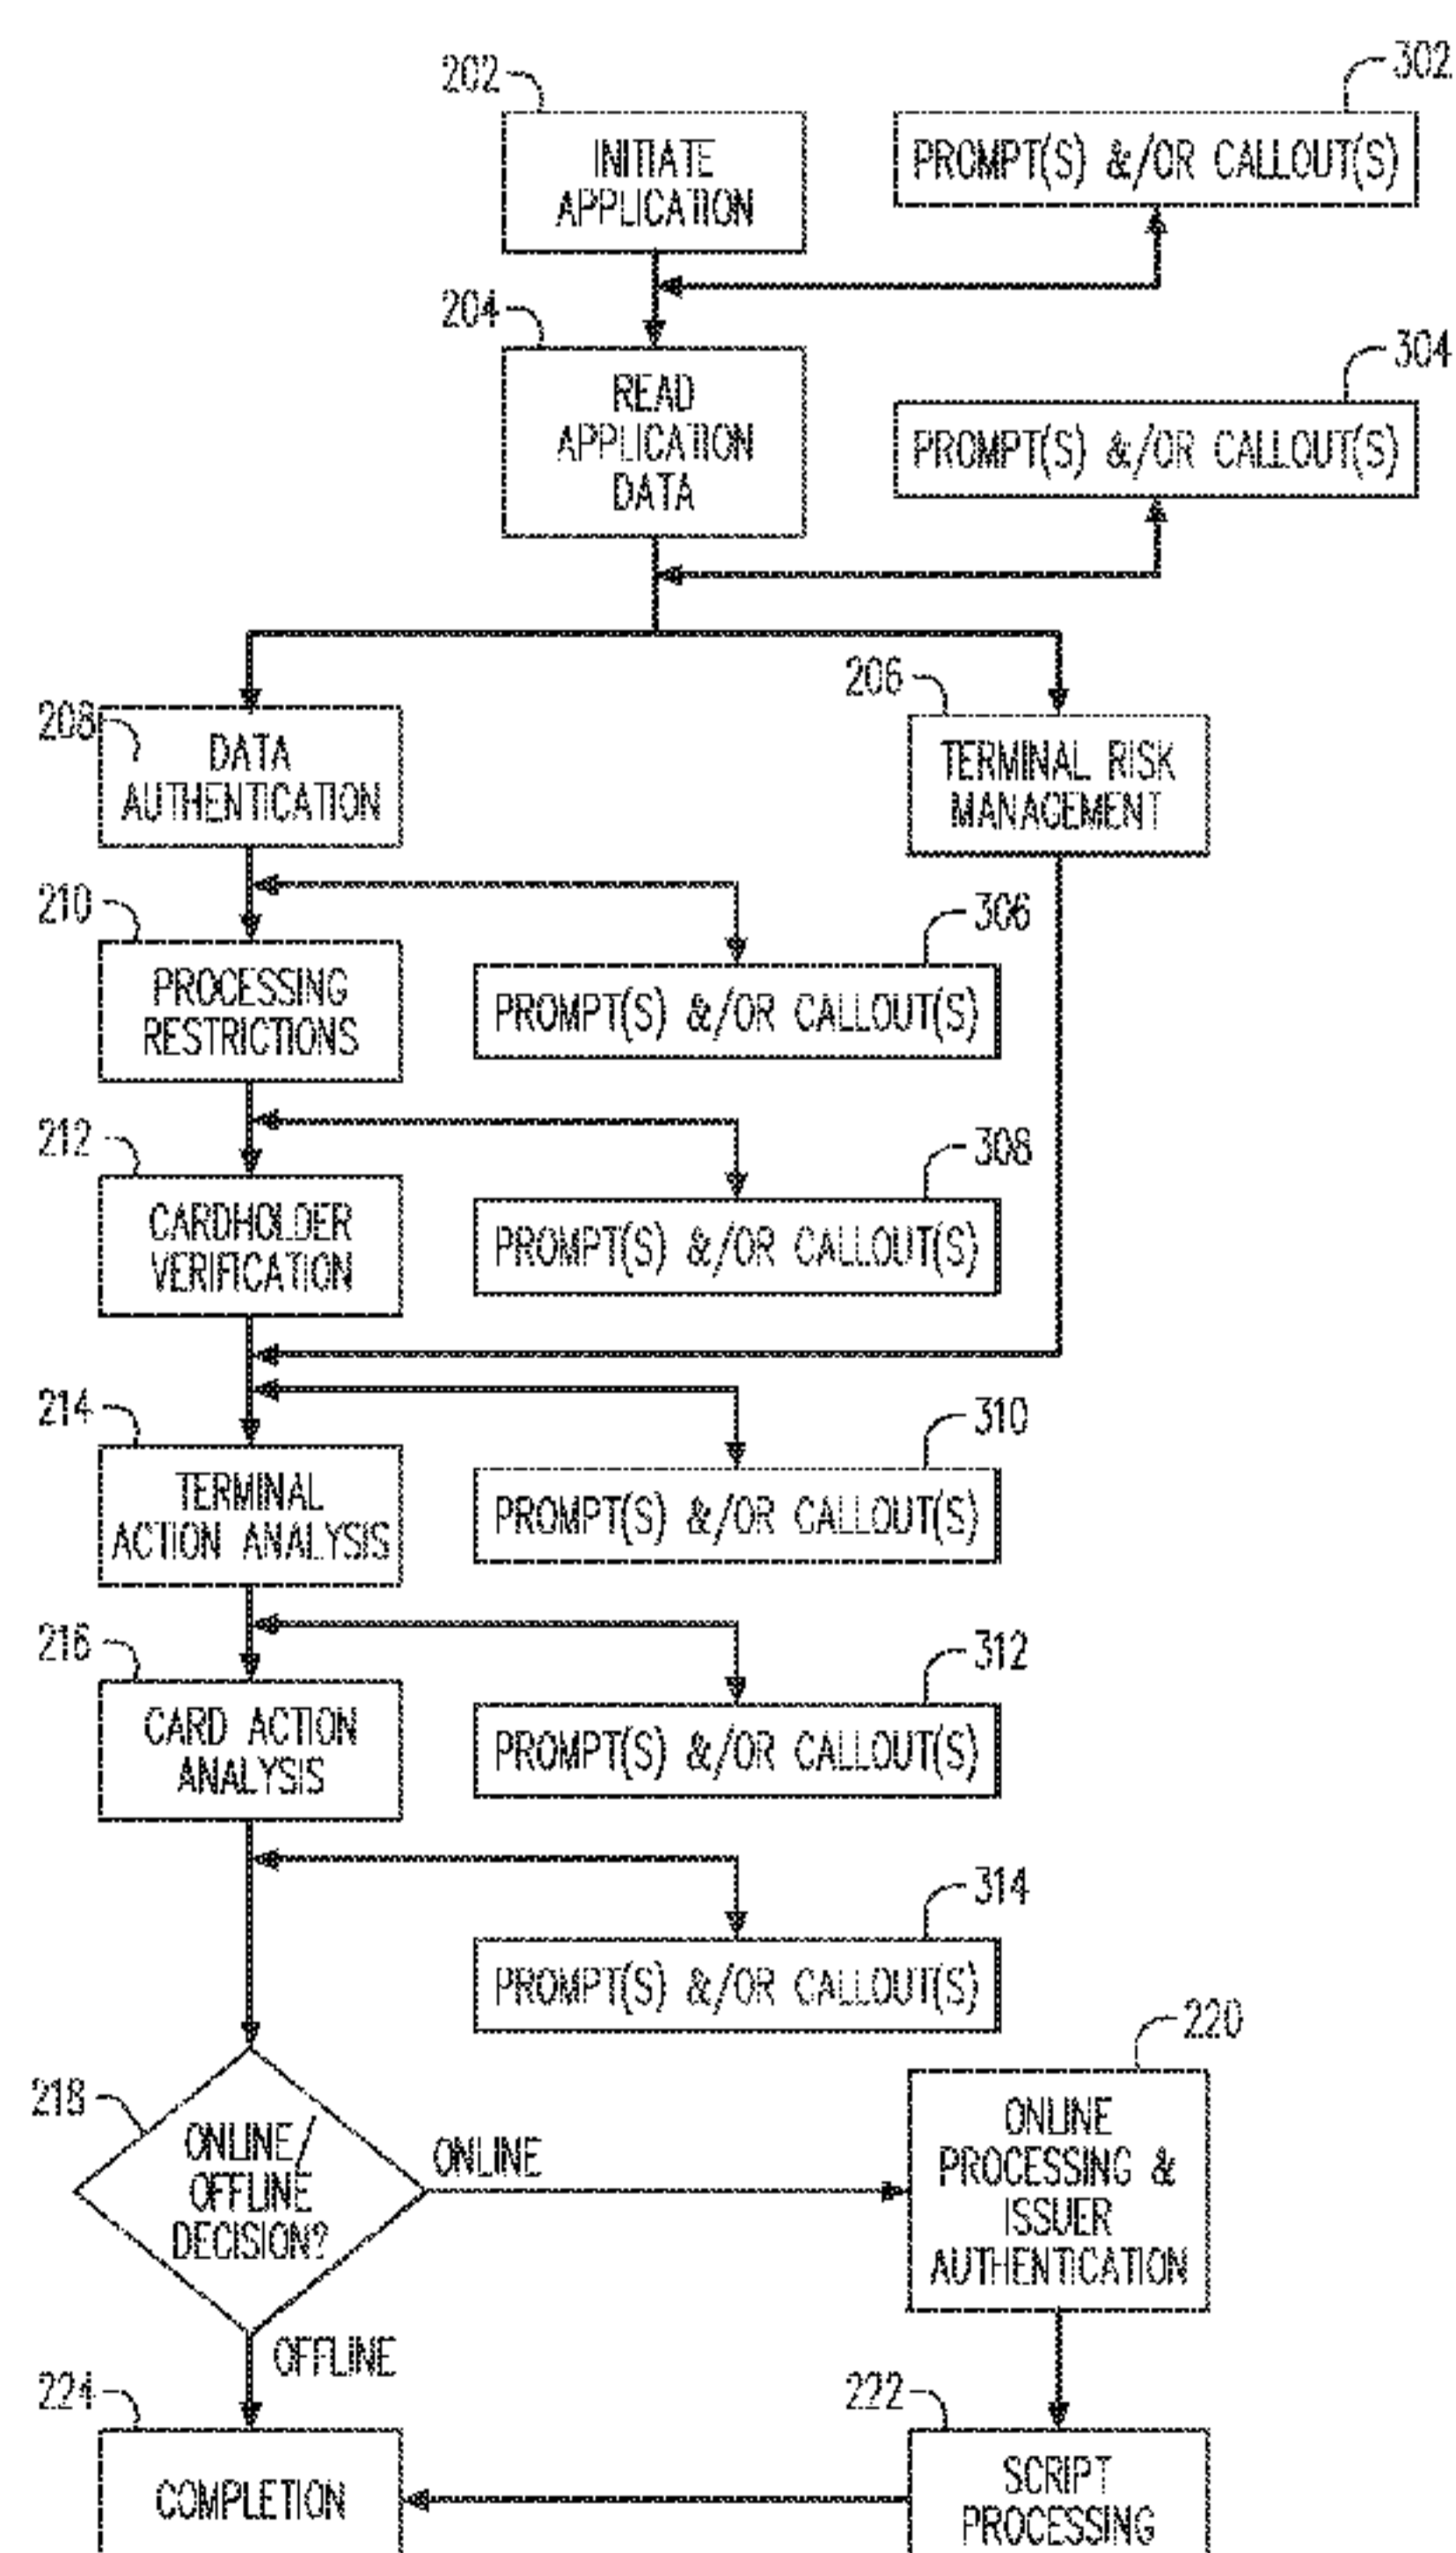 202
INITIATE
APPLICATION
302
PROMPT(S) &/OR CALLOUT(S)
204
READ
APPLICATION
DATA
304
PROMPT(S) &/OR CALLOUT(S)
208
DATA
AUTHENTICATION
206
TERMINAL RISK
MANAGEMENT
210
PROCESSING
RESTRICTIONS
306
PROMPT(S) &/OR CALLOUT(S)
212
CARDHOLDER
VERIFICATION
308
PROMPT(S) &/OR CALLOUT(S)
214
TERMINAL
ACTION ANALYSIS
310
PROMPT(S) &/OR CALLOUT(S)
216
CARD ACTION
ANALYSIS
312
PROMPT(S) &/OR CALLOUT(S)
314
PROMPT(S) &/OR CALLOUT(S)
218
ONLINE/
OFFLINE
DECISION?
ONLINE
220
ONLINE
PROCESSING &
ISSUER
AUTHENTICATION
OFFLINE
224
COMPLETION
222
SCRIPT
PROCESSING